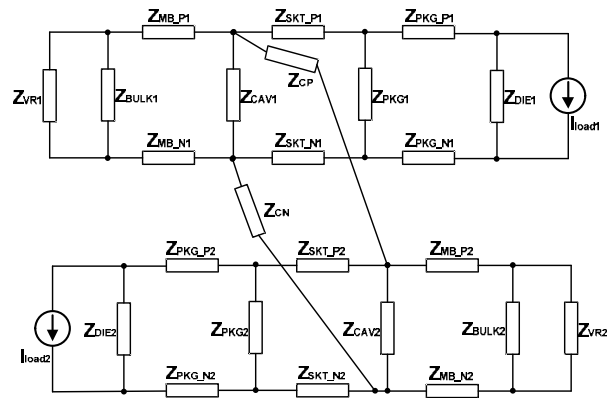 ZMB_P1 ZSKT_P1 ZPKG_P1
ZCP
ZVR1 ZBULK1 ZCAV1 ZPKG1 ZDIE1
Iload1
ZMB_N1 ZSKT_N1 ZPKG_N1
ZCN
ZPKG_P2 ZSKT_P2 ZMB_P2
ZDIE2 ZPKG2 ZCAV2 ZBULK2 ZVR2
Iload2
ZPKG_N2 ZSKT_N2 ZMB_N2